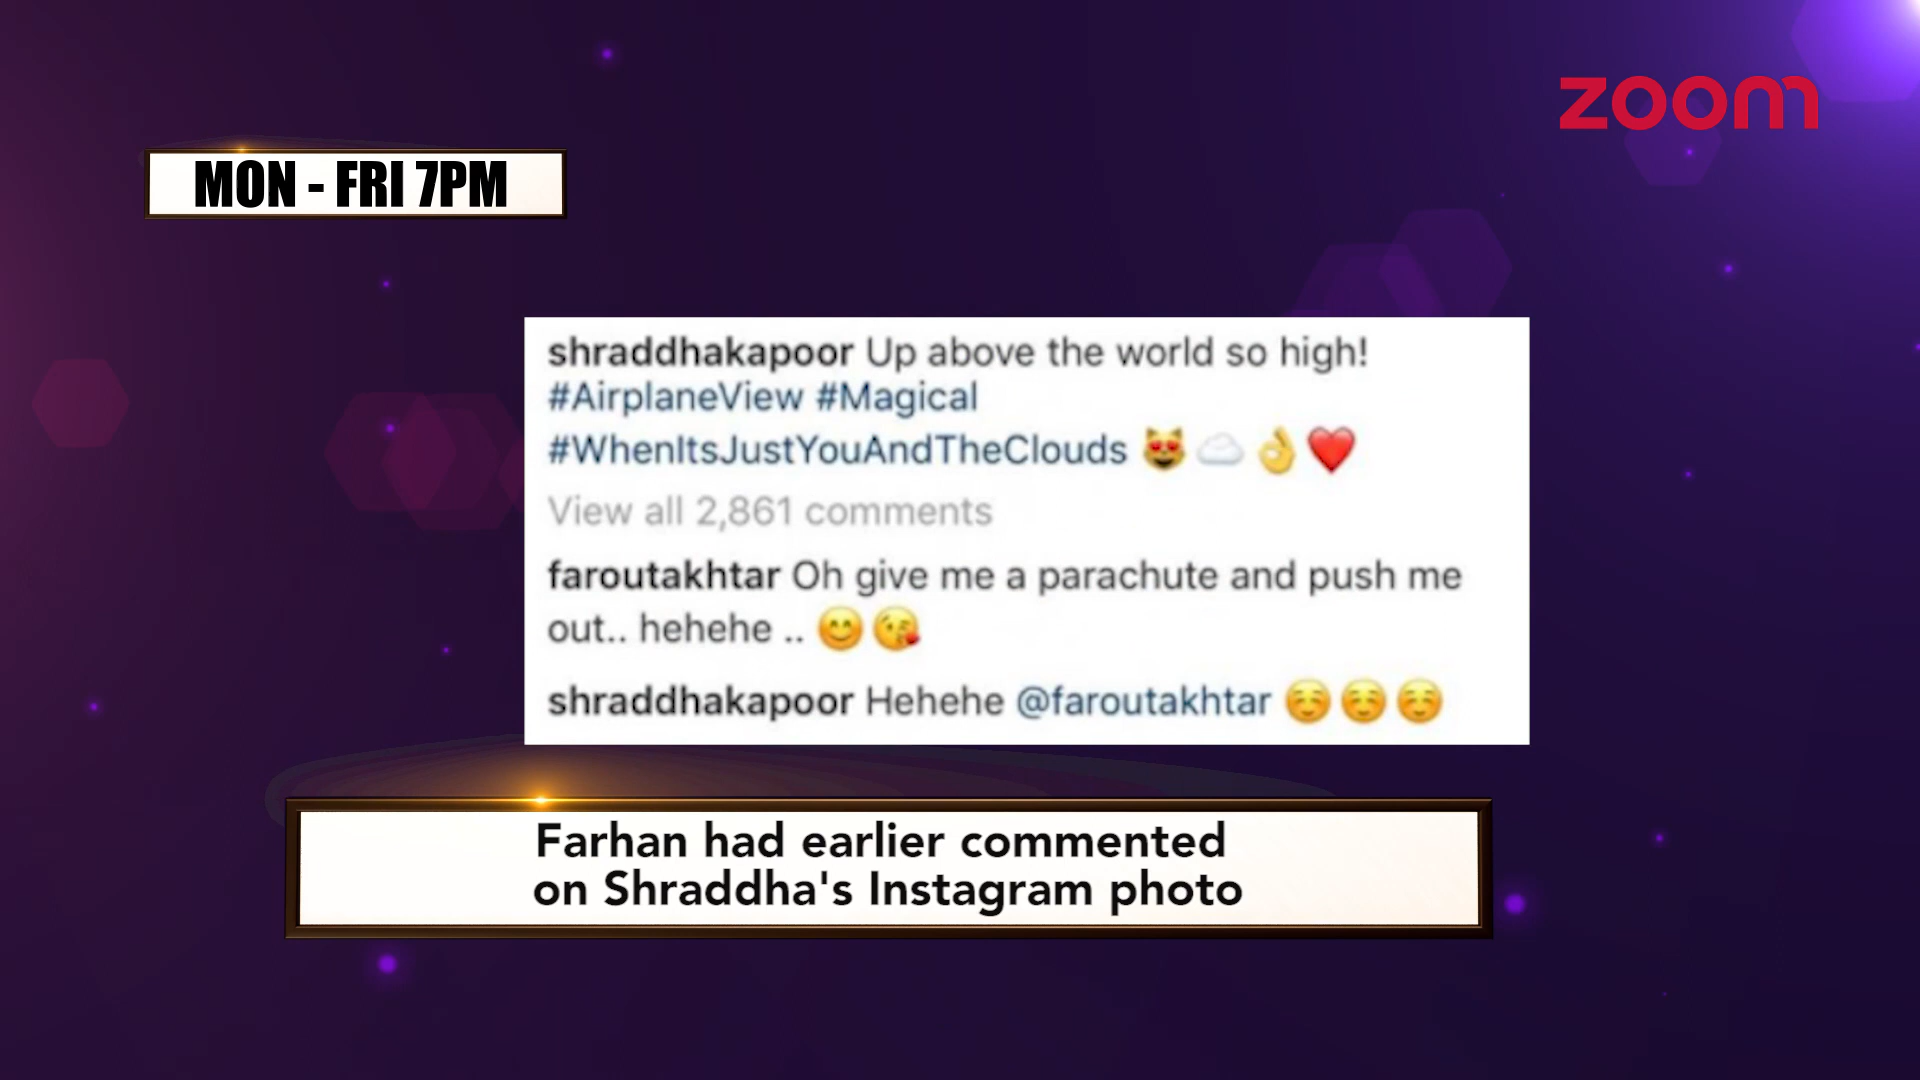 zoom
MON - FRI 7PM
shraddhakapoor Up above the world so high!
#AirplaneView #Magical
#WhenItsJustYouAndTheClouds 😻☁️👌❤️
View all 2,861 comments
faroutakhtar Oh give me a parachute and push me
out.. hehehe .. 😊😘
shraddhakapoor Hehehe @faroutakhtar ☺️☺️☺️
Farhan had earlier commented
on Shraddha's Instagram photo